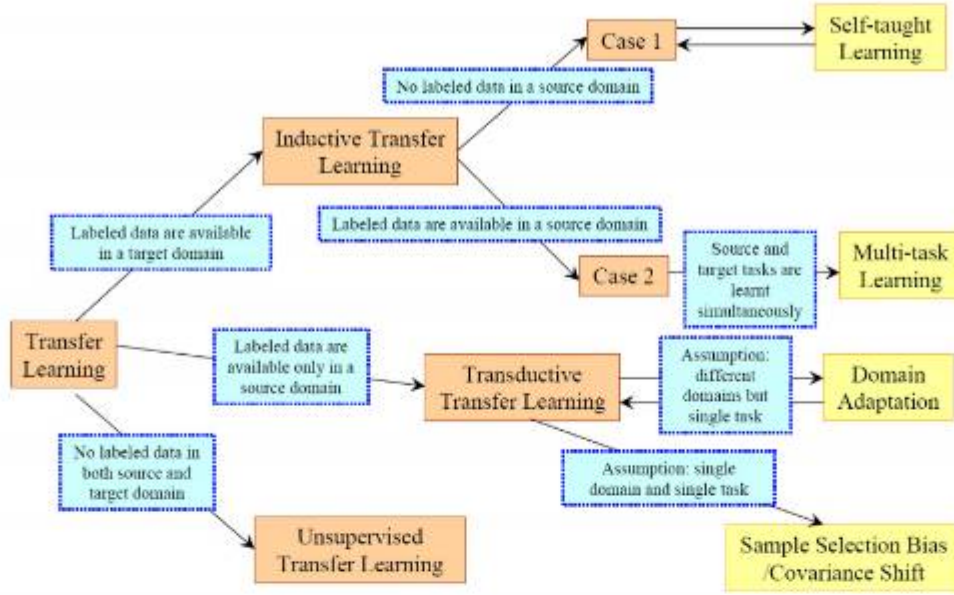 Case 1
Self-taught
Learning
No labeled data in a source domain
Inductive Transfer
Learning
Labeled data are available in a source domain
Labeled data are available
in a target domain
Case 2
Source and
target tasks are
learnt
simultaneously
Multi-task
Learning
Transfer
Learning
Labeled data are
available only in a
source domain
Transductive
Transfer Learning
Assumption:
different
domains but
single task
Domain
Adaptation
No labeled data in
both source and
target domain
Assumption: single
domain and single task
Unsupervised
Transfer Learning
Sample Selection Bias
/Covariance Shift